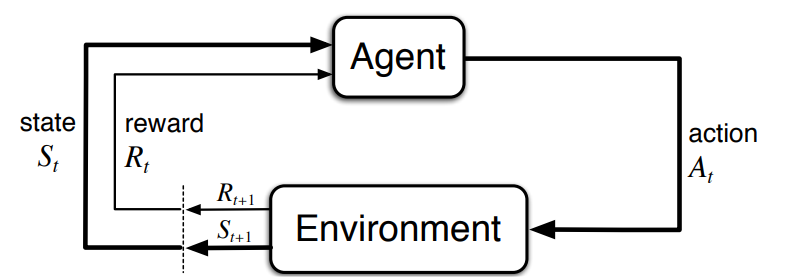 Agent
state
S_t
reward
R_t
action
A_t
R_{t+1}
S_{t+1}
Environment